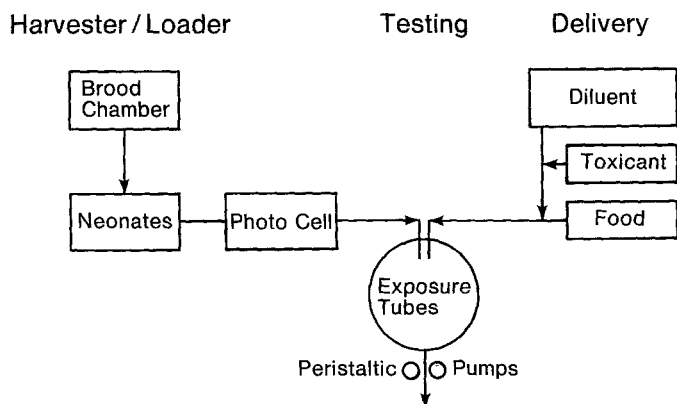 Harvester / Loader
Testing
Delivery
Brood
Chamber
Diluent
Toxicant
Neonates
Photo Cell
Food
Exposure
Tubes
Peristaltic
Pumps